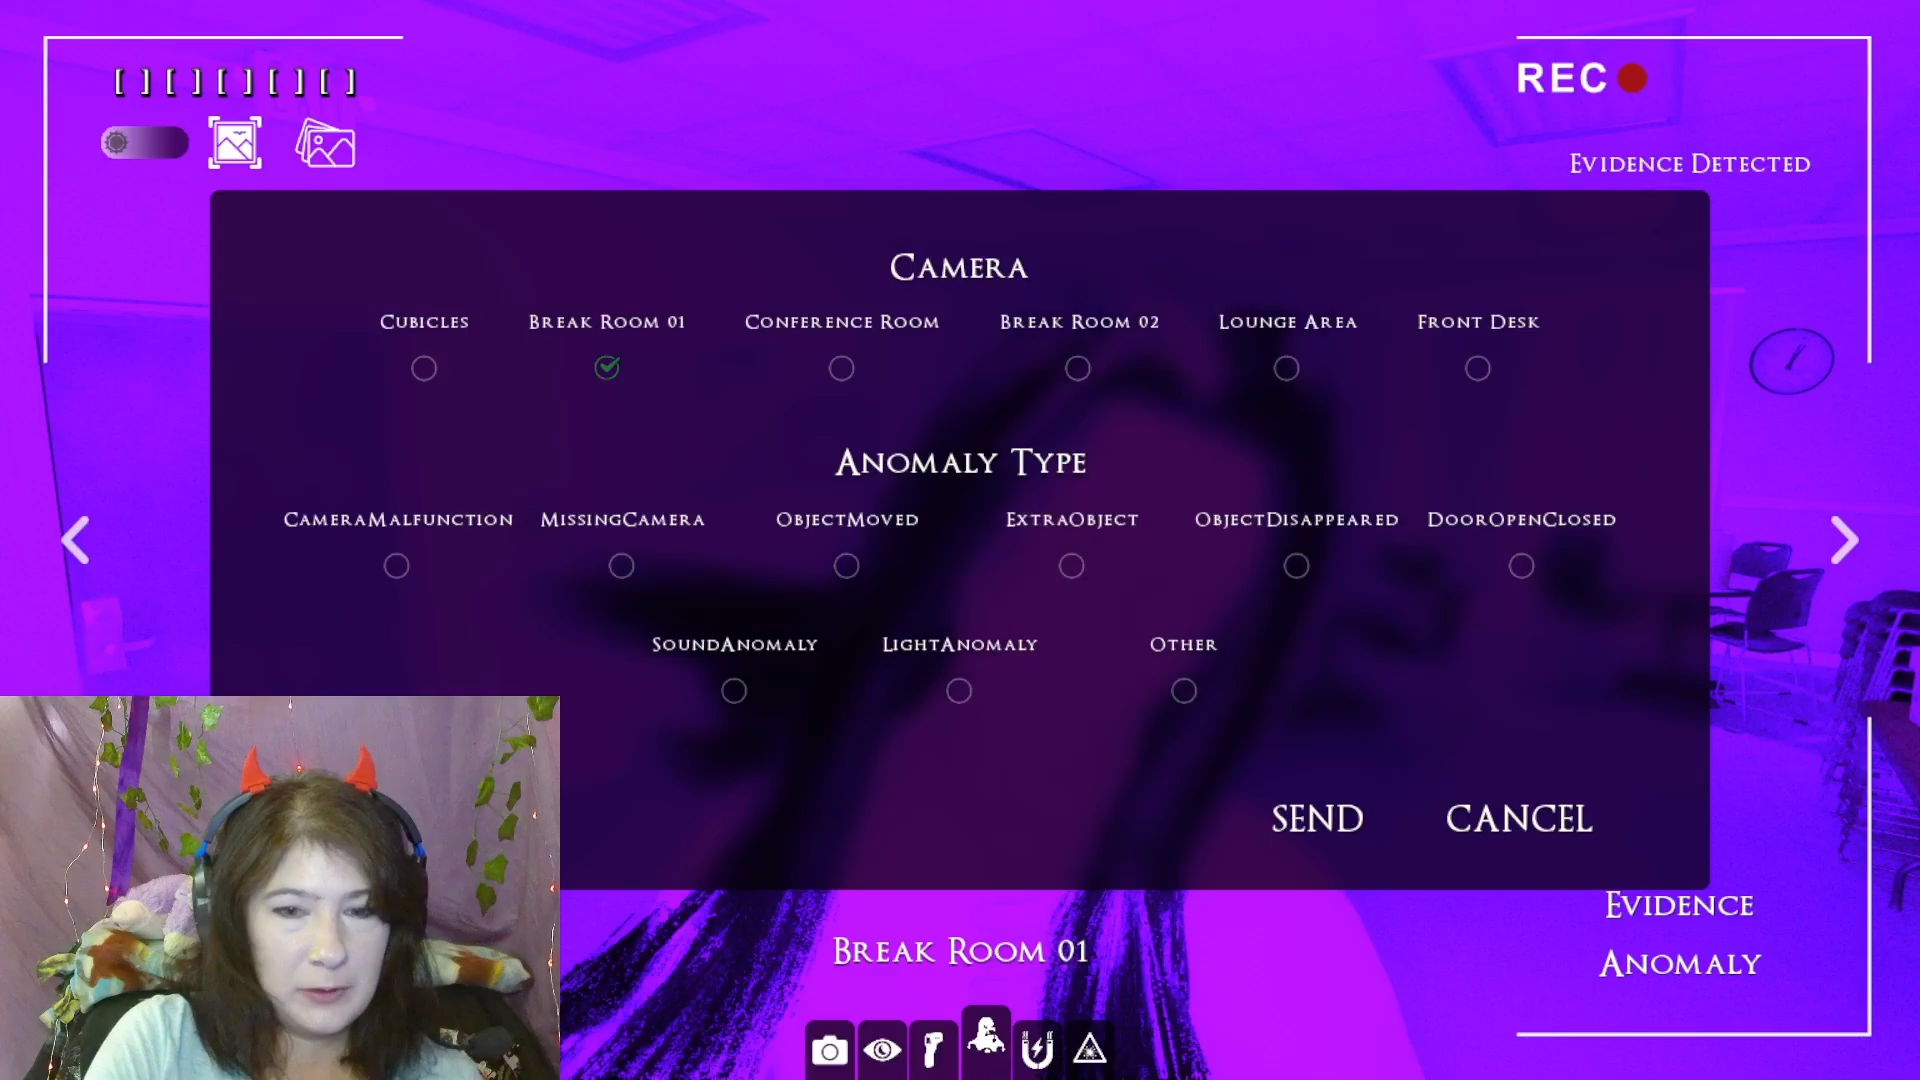 [ ] [ ] [ ] [ ] [ ]
REC
Evidence Detected
Camera
Cubicles Break Room 01 Conference Room Break Room 02 Lounge Area Front Desk
Anomaly Type
CameraMalfunction MissingCamera ObjectMoved ExtraObject ObjectDisappeared DoorOpenClosed
SoundAnomaly LightAnomaly Other
SEND CANCEL
Evidence
Break Room 01
Anomaly